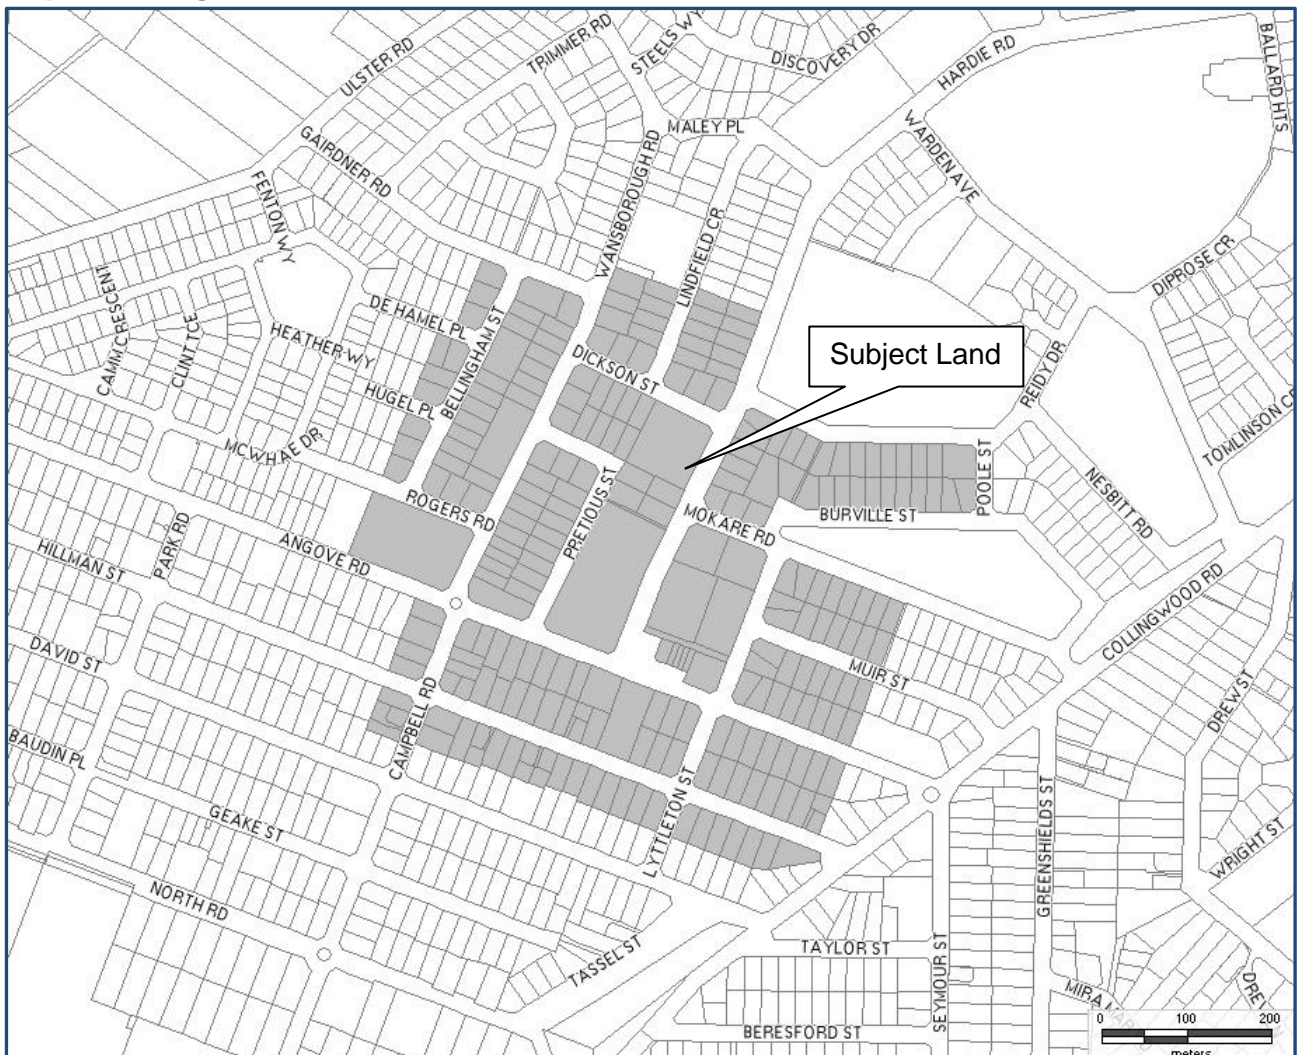 ULSTER RD
TRIMMER RD
STEELS WY
DISCOVERY DR
HARDIE RD
BALLARD HTS
GAIRDNER RD
MALEY PL
WARDEN AVE
FENTON WY
WANSBOROUGH RD
LINDFIELD CR
DIPROSE CR
CAMM CRESCENT
CLINT TCE
DE HAMEL PL
HEATHER WY
BELLINGHAM ST
HUGEL PL
DICKSON ST
Subject Land
REIDY DR
TOMLINSON CR
MCWHAE DR
ROGERS RD
PRETIOUS ST
MOKARE RD
BURVILLE ST
POOLE ST
NESBITT RD
HILLMAN ST
PARK RD
ANGOVE RD
COLLINGWOOD RD
DAVID ST
MUIR ST
DREW ST
BAUDIN PL
CAMPBELL RD
GEAKE ST
LYTTLETON ST
GREENSHIELDS ST
WRIGHT ST
NORTH RD
TASSEL ST
TAYLOR ST
SEYMOUR ST
BERESFORD ST
0 100 200
meters